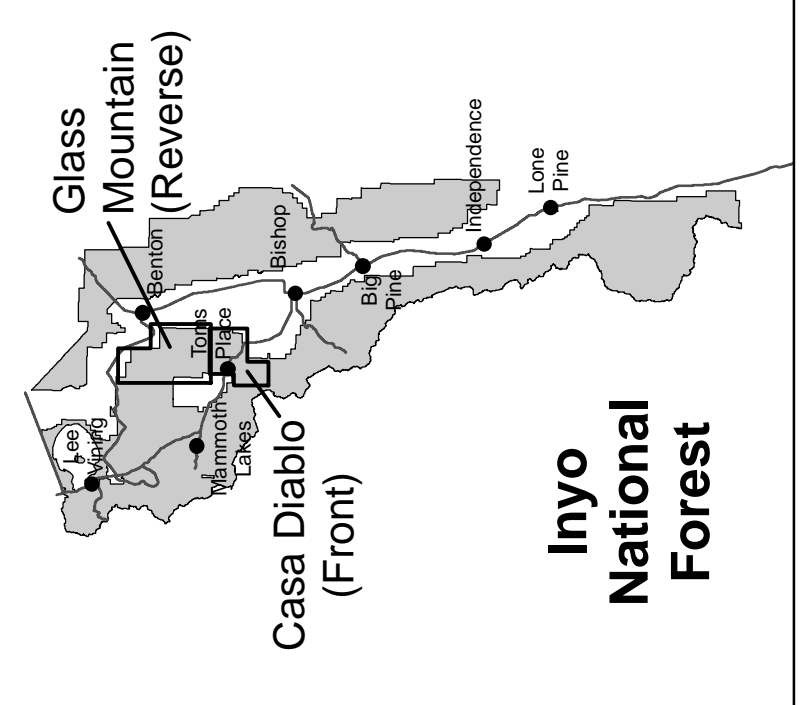 Glass
Mountain
(Reverse)
Lee
Vining
Benton
Mammoth
Lakes
Toms
Place
Bishop
Big
Pine
Independence
Lone
Pine
Casa Diablo
(Front)
Inyo
National
Forest